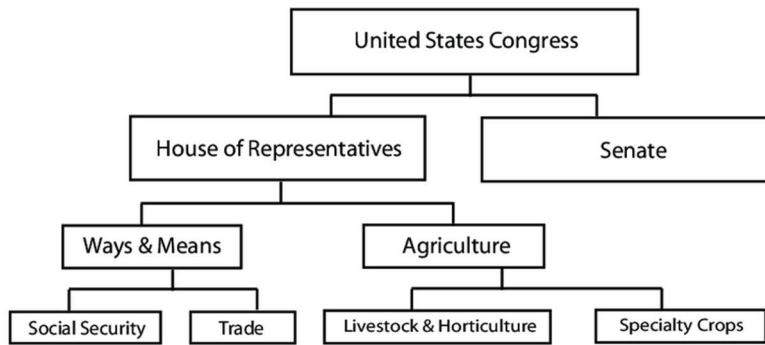 United States Congress
House of Representatives
Senate
Ways & Means
Agriculture
Social Security
Trade
Livestock & Horticulture
Specialty Crops